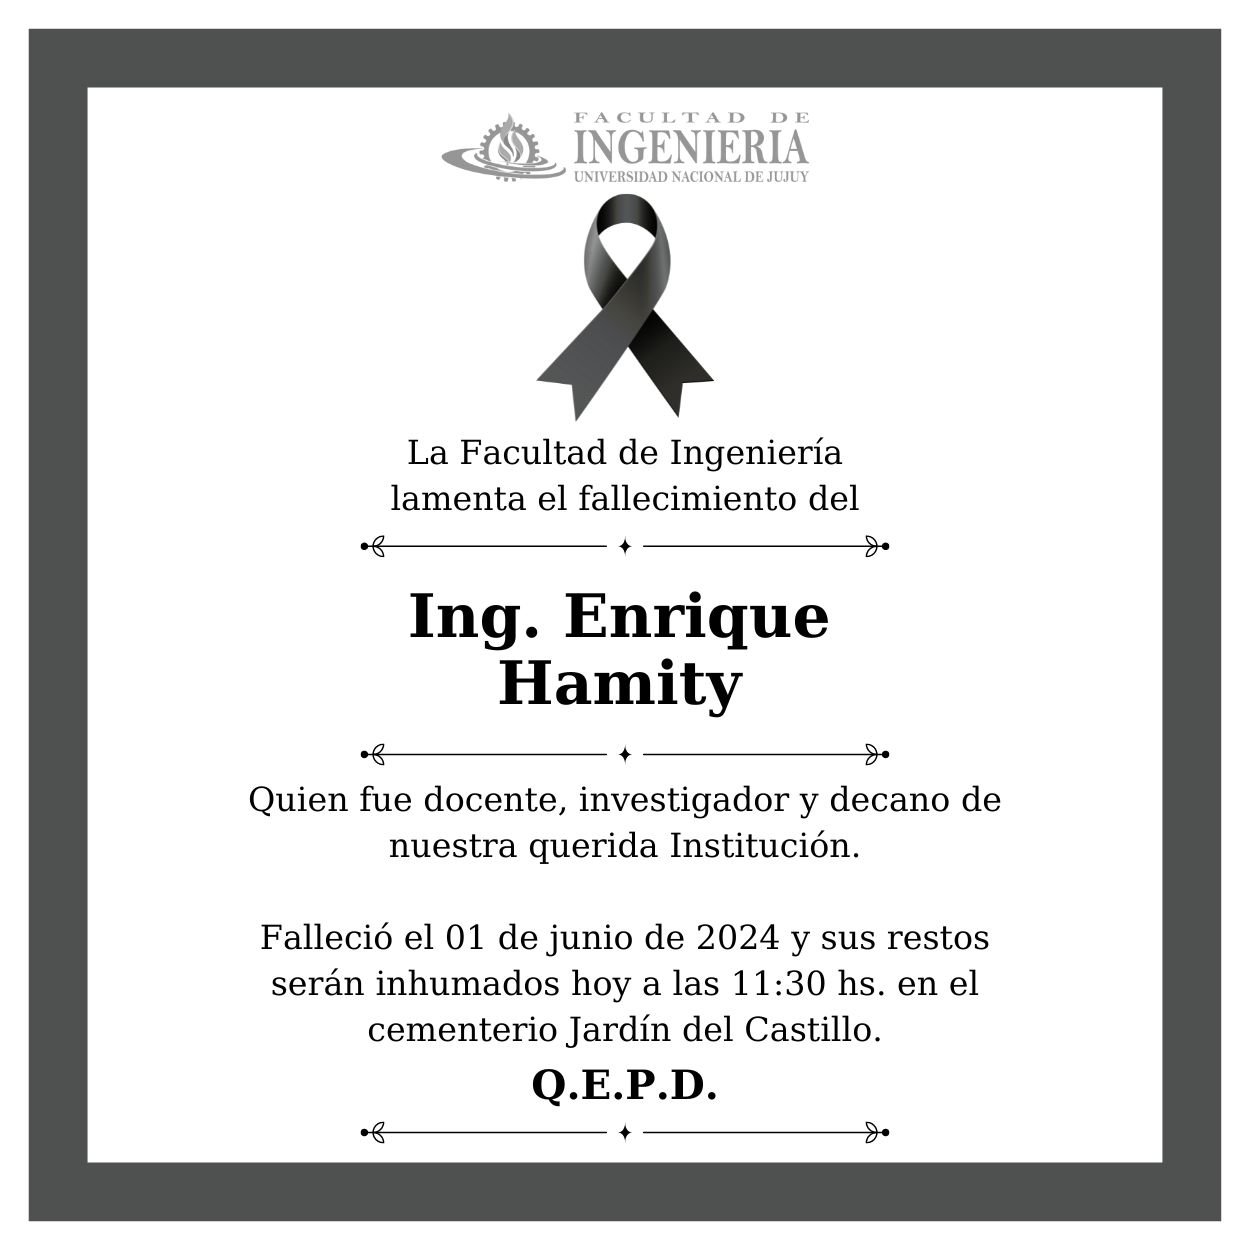 FACULTAD DE
INGENIERIA
UNIVERSIDAD NACIONAL DE JUJUY
La Facultad de Ingeniería
lamenta el fallecimiento del
Ing. Enrique
Hamity
Quien fue docente, investigador y decano de
nuestra querida Institución.
Falleció el 01 de junio de 2024 y sus restos
serán inhumados hoy a las 11:30 hs. en el
cementerio Jardín del Castillo.
Q.E.P.D.